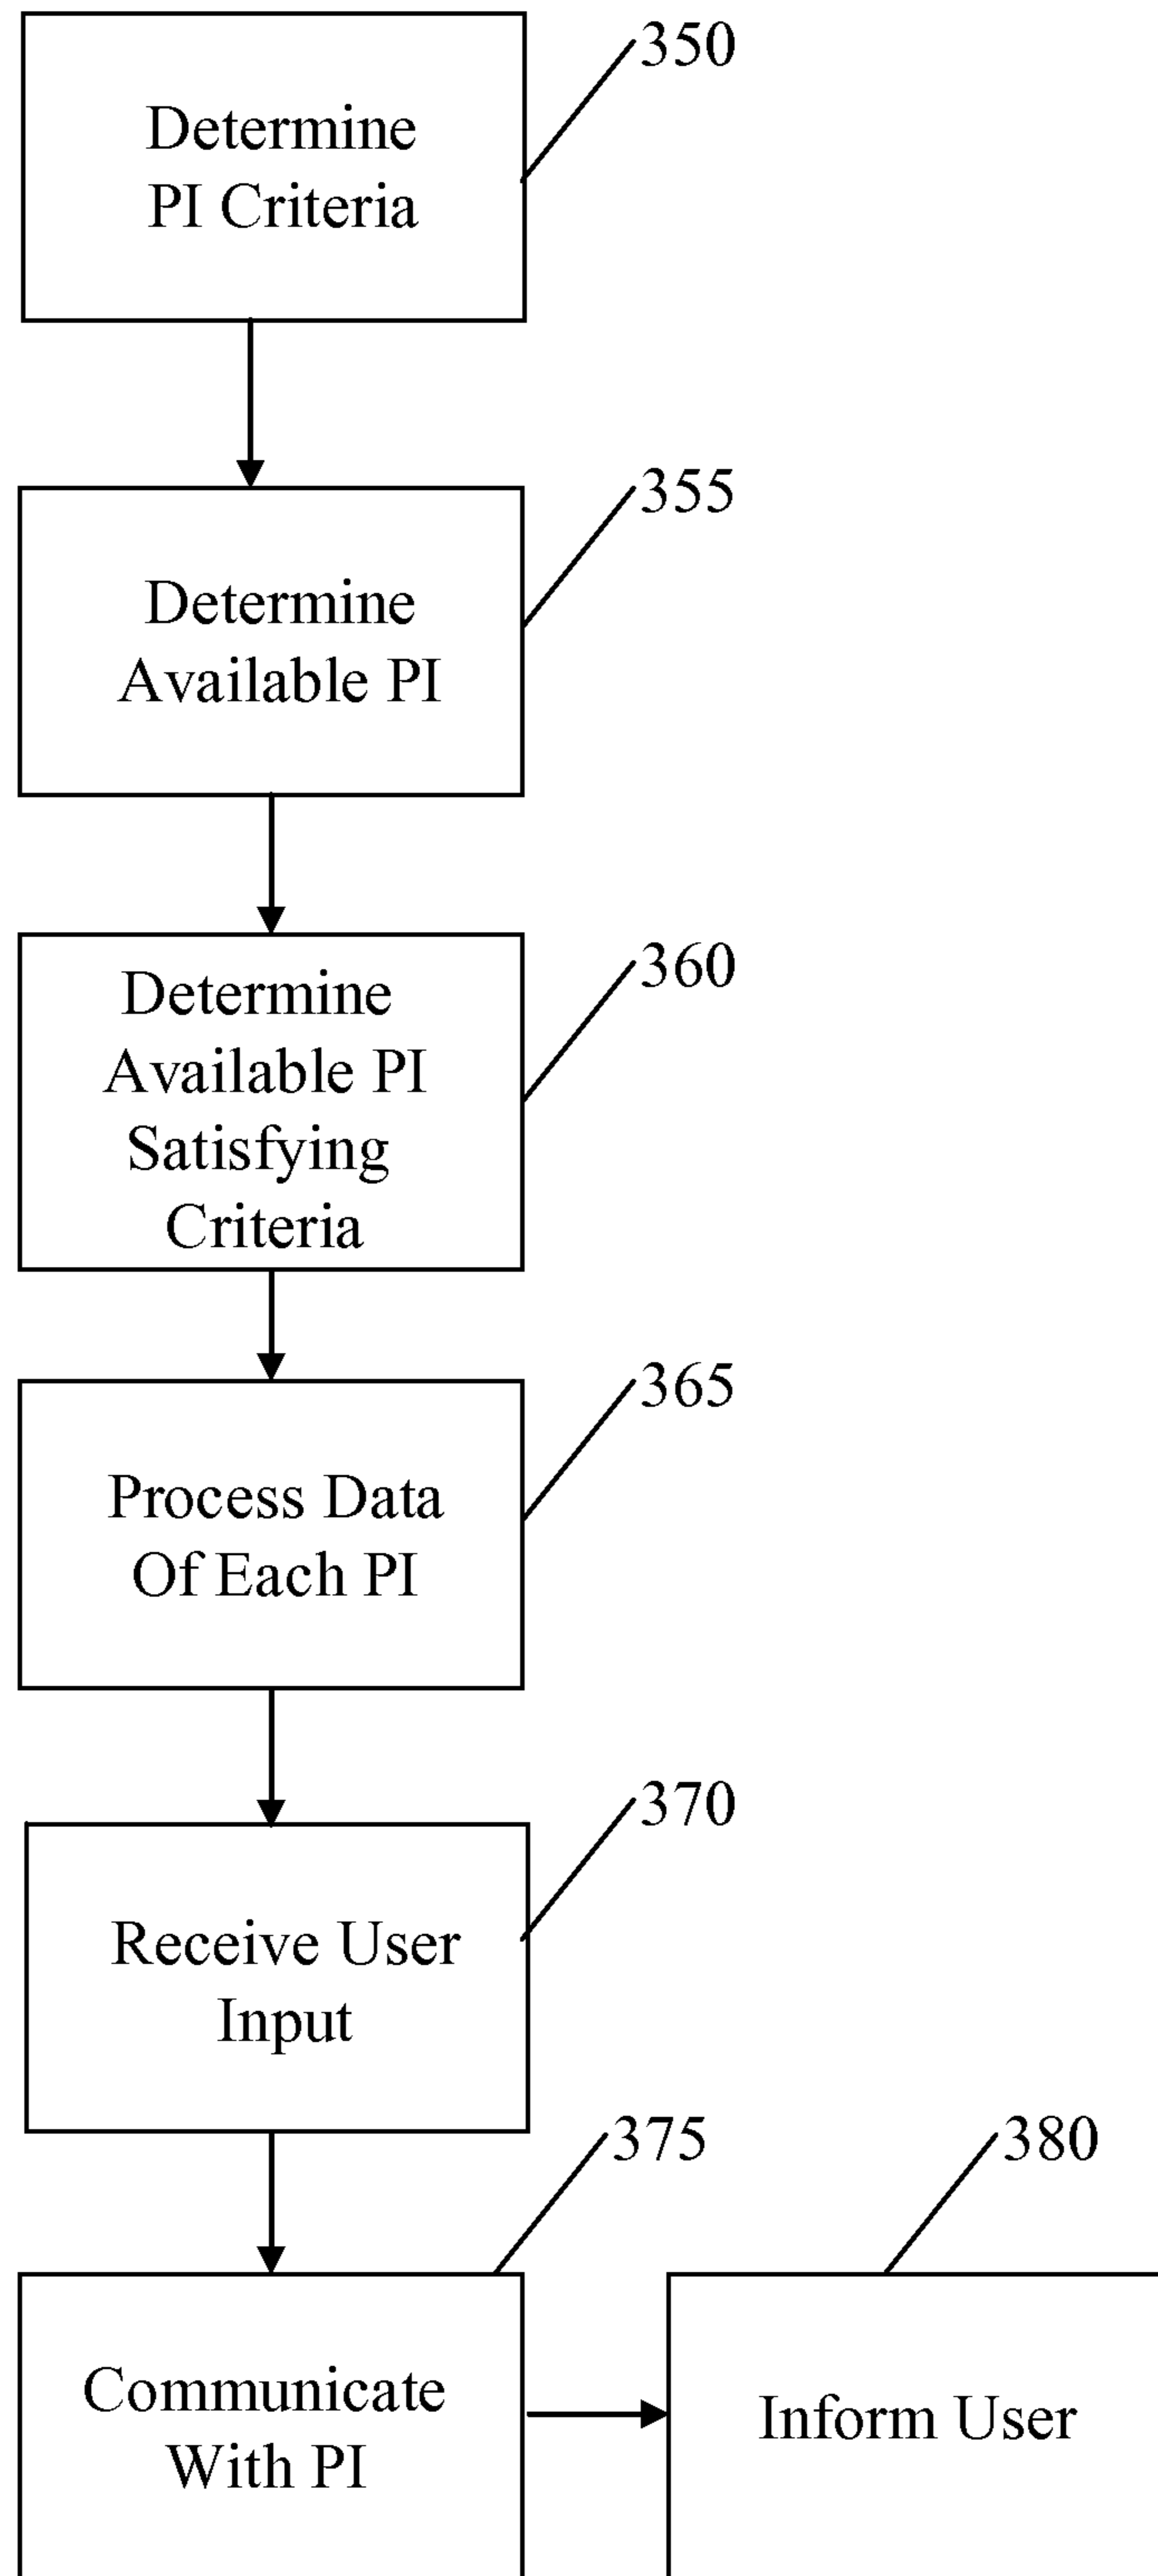 350
Determine
PI Criteria
355
Determine
Available PI
360
Determine
Available PI
Satisfying
Criteria
365
Process Data
Of Each PI
370
Receive User
Input
375
380
Communicate
With PI
Inform User